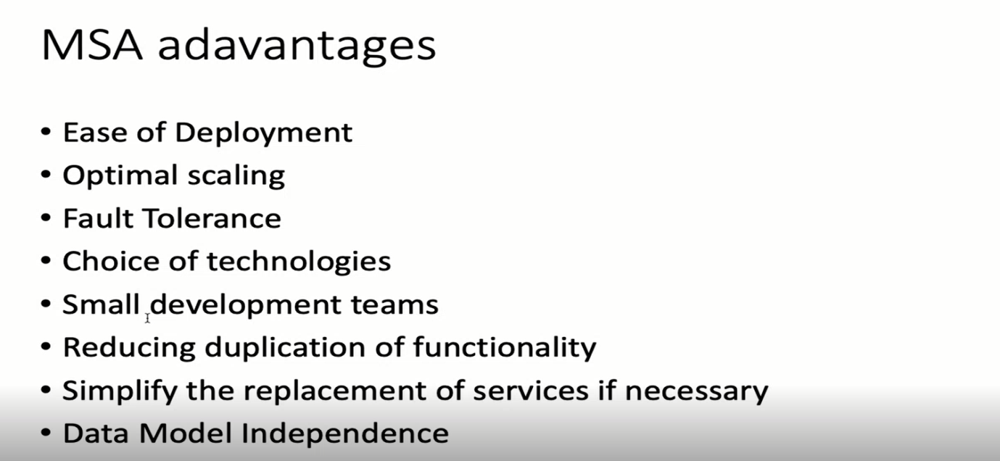 MSA adavantages
• Ease of Deployment
• Optimal scaling
• Fault Tolerance
• Choice of technologies
• Small development teams
• Reducing duplication of functionality
• Simplify the replacement of services if necessary
• Data Model Independence